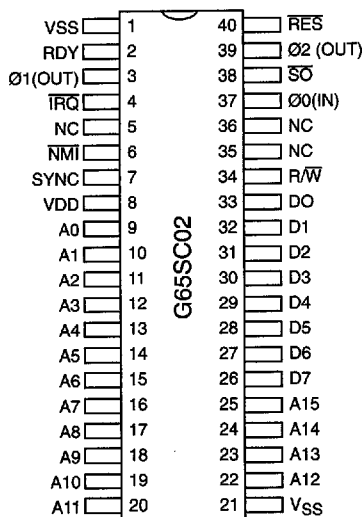 VSS 1 40 RES
RDY 2 39 Ø2 (OUT)
Ø1(OUT) 3 38 SO
IRQ 4 37 Ø0(IN)
NC 5 36 NC
NMI 6 35 NC
SYNC 7 34 R/W
VDD 8 33 DO
A0 9 32 D1
A1 10 31 D2
A2 11 30 D3
A3 12 29 D4
A4 13 28 D5
A5 14 27 D6
A6 15 26 D7
A7 16 25 A15
A8 17 24 A14
A9 18 23 A13
A10 19 22 A12
A11 20 21 VSS
G65SC02